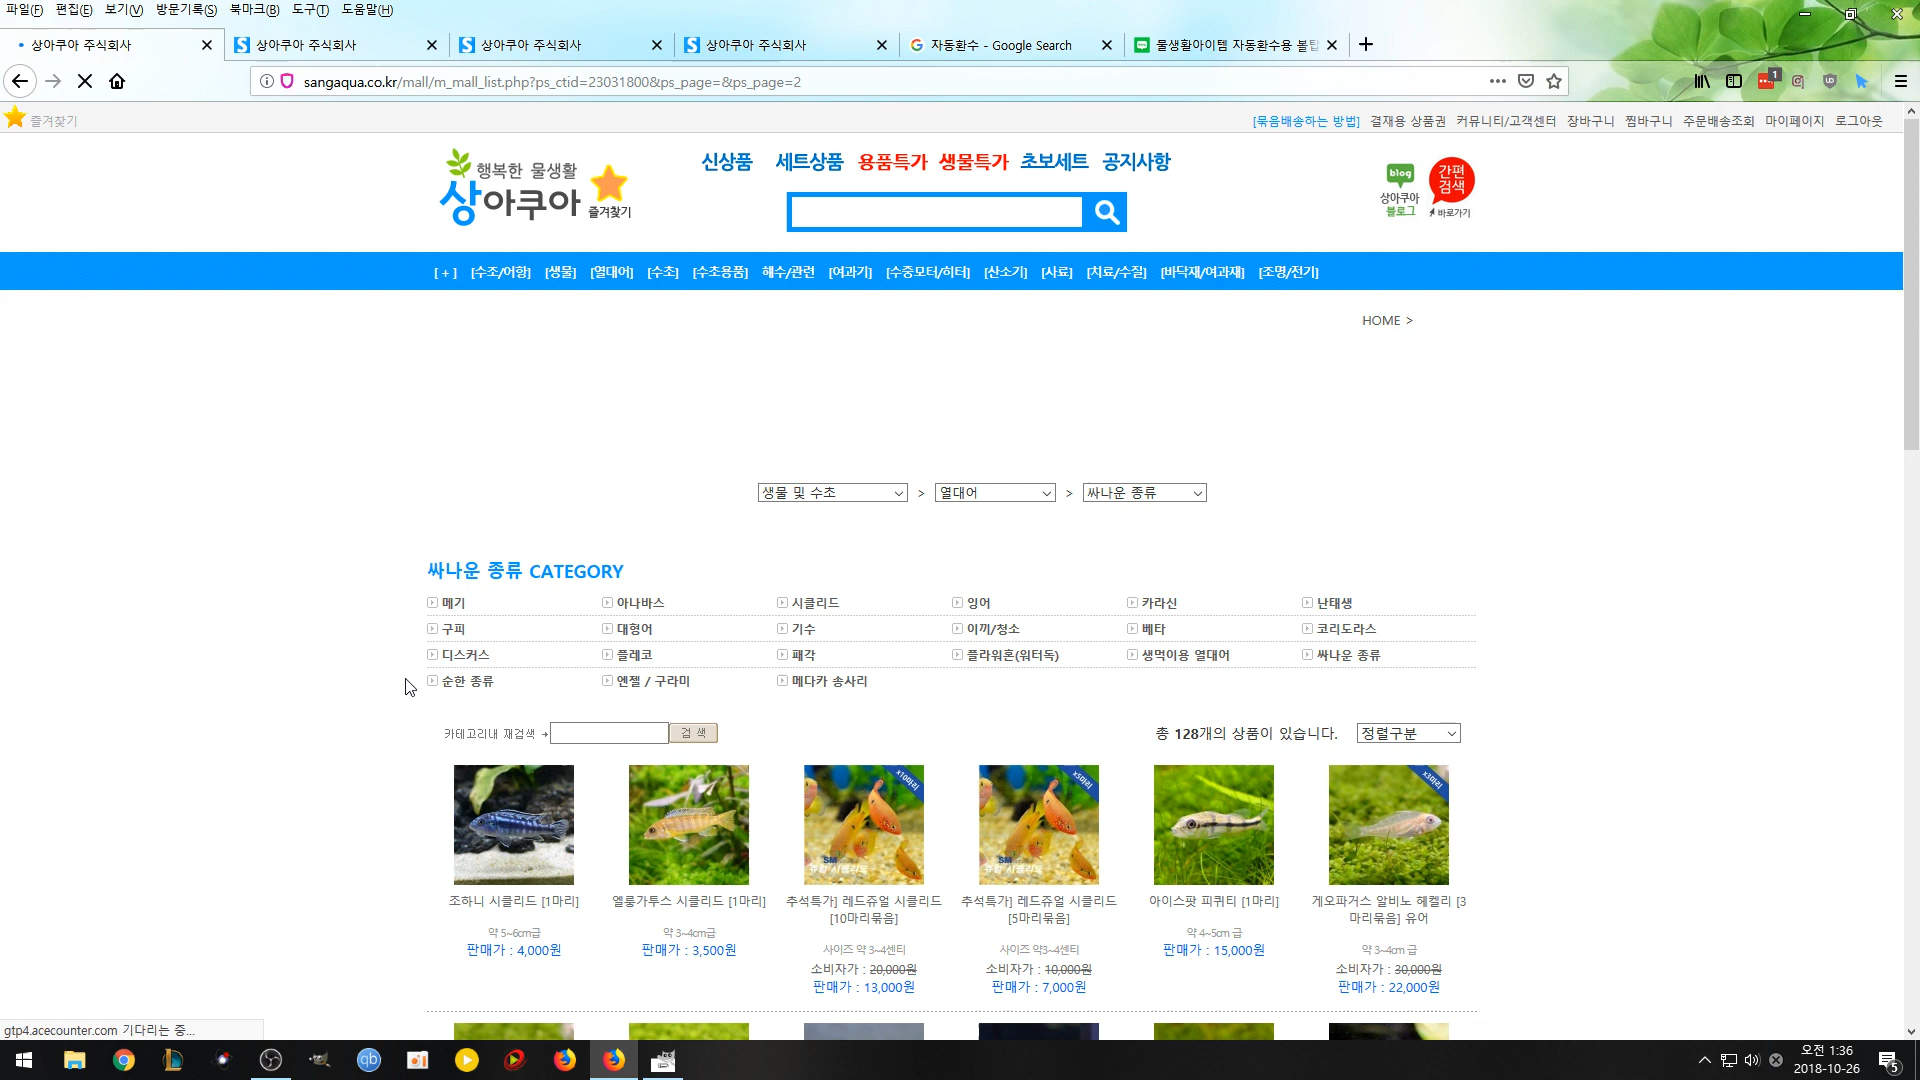 파일(F) 편집(E) 보기(V) 방문기록(S) 북마크(B) 도구(T) 도움말(H)
상아쿠아 주식회사
상아쿠아 주식회사
상아쿠아 주식회사
상아쿠아 주식회사
자동환수 - Google Search
물생활아이템 자동환수용 볼탑
sangaqua.co.kr/mall/m_mall_list.php?ps_ctid=23031800&ps_page=&ps_page=2
1
즐겨찾기
[묶음배송하는 방법] 결재용 상품권 커뮤니티/고객센터 장바구니 찜바구니 주문배송조회 마이페이지 로그아웃
행복한 물생활
상아쿠아
즐겨찾기
신상품 세트상품 용품특가 생물특가 초보세트 공지사항
blog
상아쿠아
블로그
간편
검색
바로가기
[ + ] [수조/어항] [생물] [열대어] [수초] [수초용품] 해수/관련 [여과기] [수중모터/히터] [산소기] [사료] [치료/수질] [바닥재/여과재] [조명/전기]
HOME >
생물 및 수초 > 열대어 > 싸나운 종류
싸나운 종류 CATEGORY
메기 아나바스 시클리드 잉어 카라신 난태생
구피 대형어 기수 이끼/청소 베타 코리도라스
디스커스 플레코 패각 플라워혼(워터독) 생먹이용 열대어 싸나운 종류
순한 종류 엔젤 / 구라미 메다카 송사리
카테고리내 재검색 → 검 색
총 128개의 상품이 있습니다. 정렬구분
x10마리
x5마리
x3마리
조하니 시클리드 [1마리]
약 5~6cm급
판매가 : 4,000원
엘룽가투스 시클리드 [1마리]
약 3~4cm급
판매가 : 3,500원
추석특가] 레드쥬얼 시클리드
[10마리묶음]
사이즈 약 3~4센티
소비자가 : 20,000원
판매가 : 13,000원
추석특가] 레드쥬얼 시클리드
[5마리묶음]
사이즈 약3~4센티
소비자가 : 10,000원
판매가 : 7,000원
아이스팟 피퀴티 [1마리]
약 4~5cm 급
판매가 : 15,000원
게오파거스 알비노 헤켈리 [3
마리묶음] 유어
약 3~4cm 급
소비자가 : 30,000원
판매가 : 22,000원
gtp4.acecounter.com 기다리는 중...
오전 1:36
2018-10-26
5